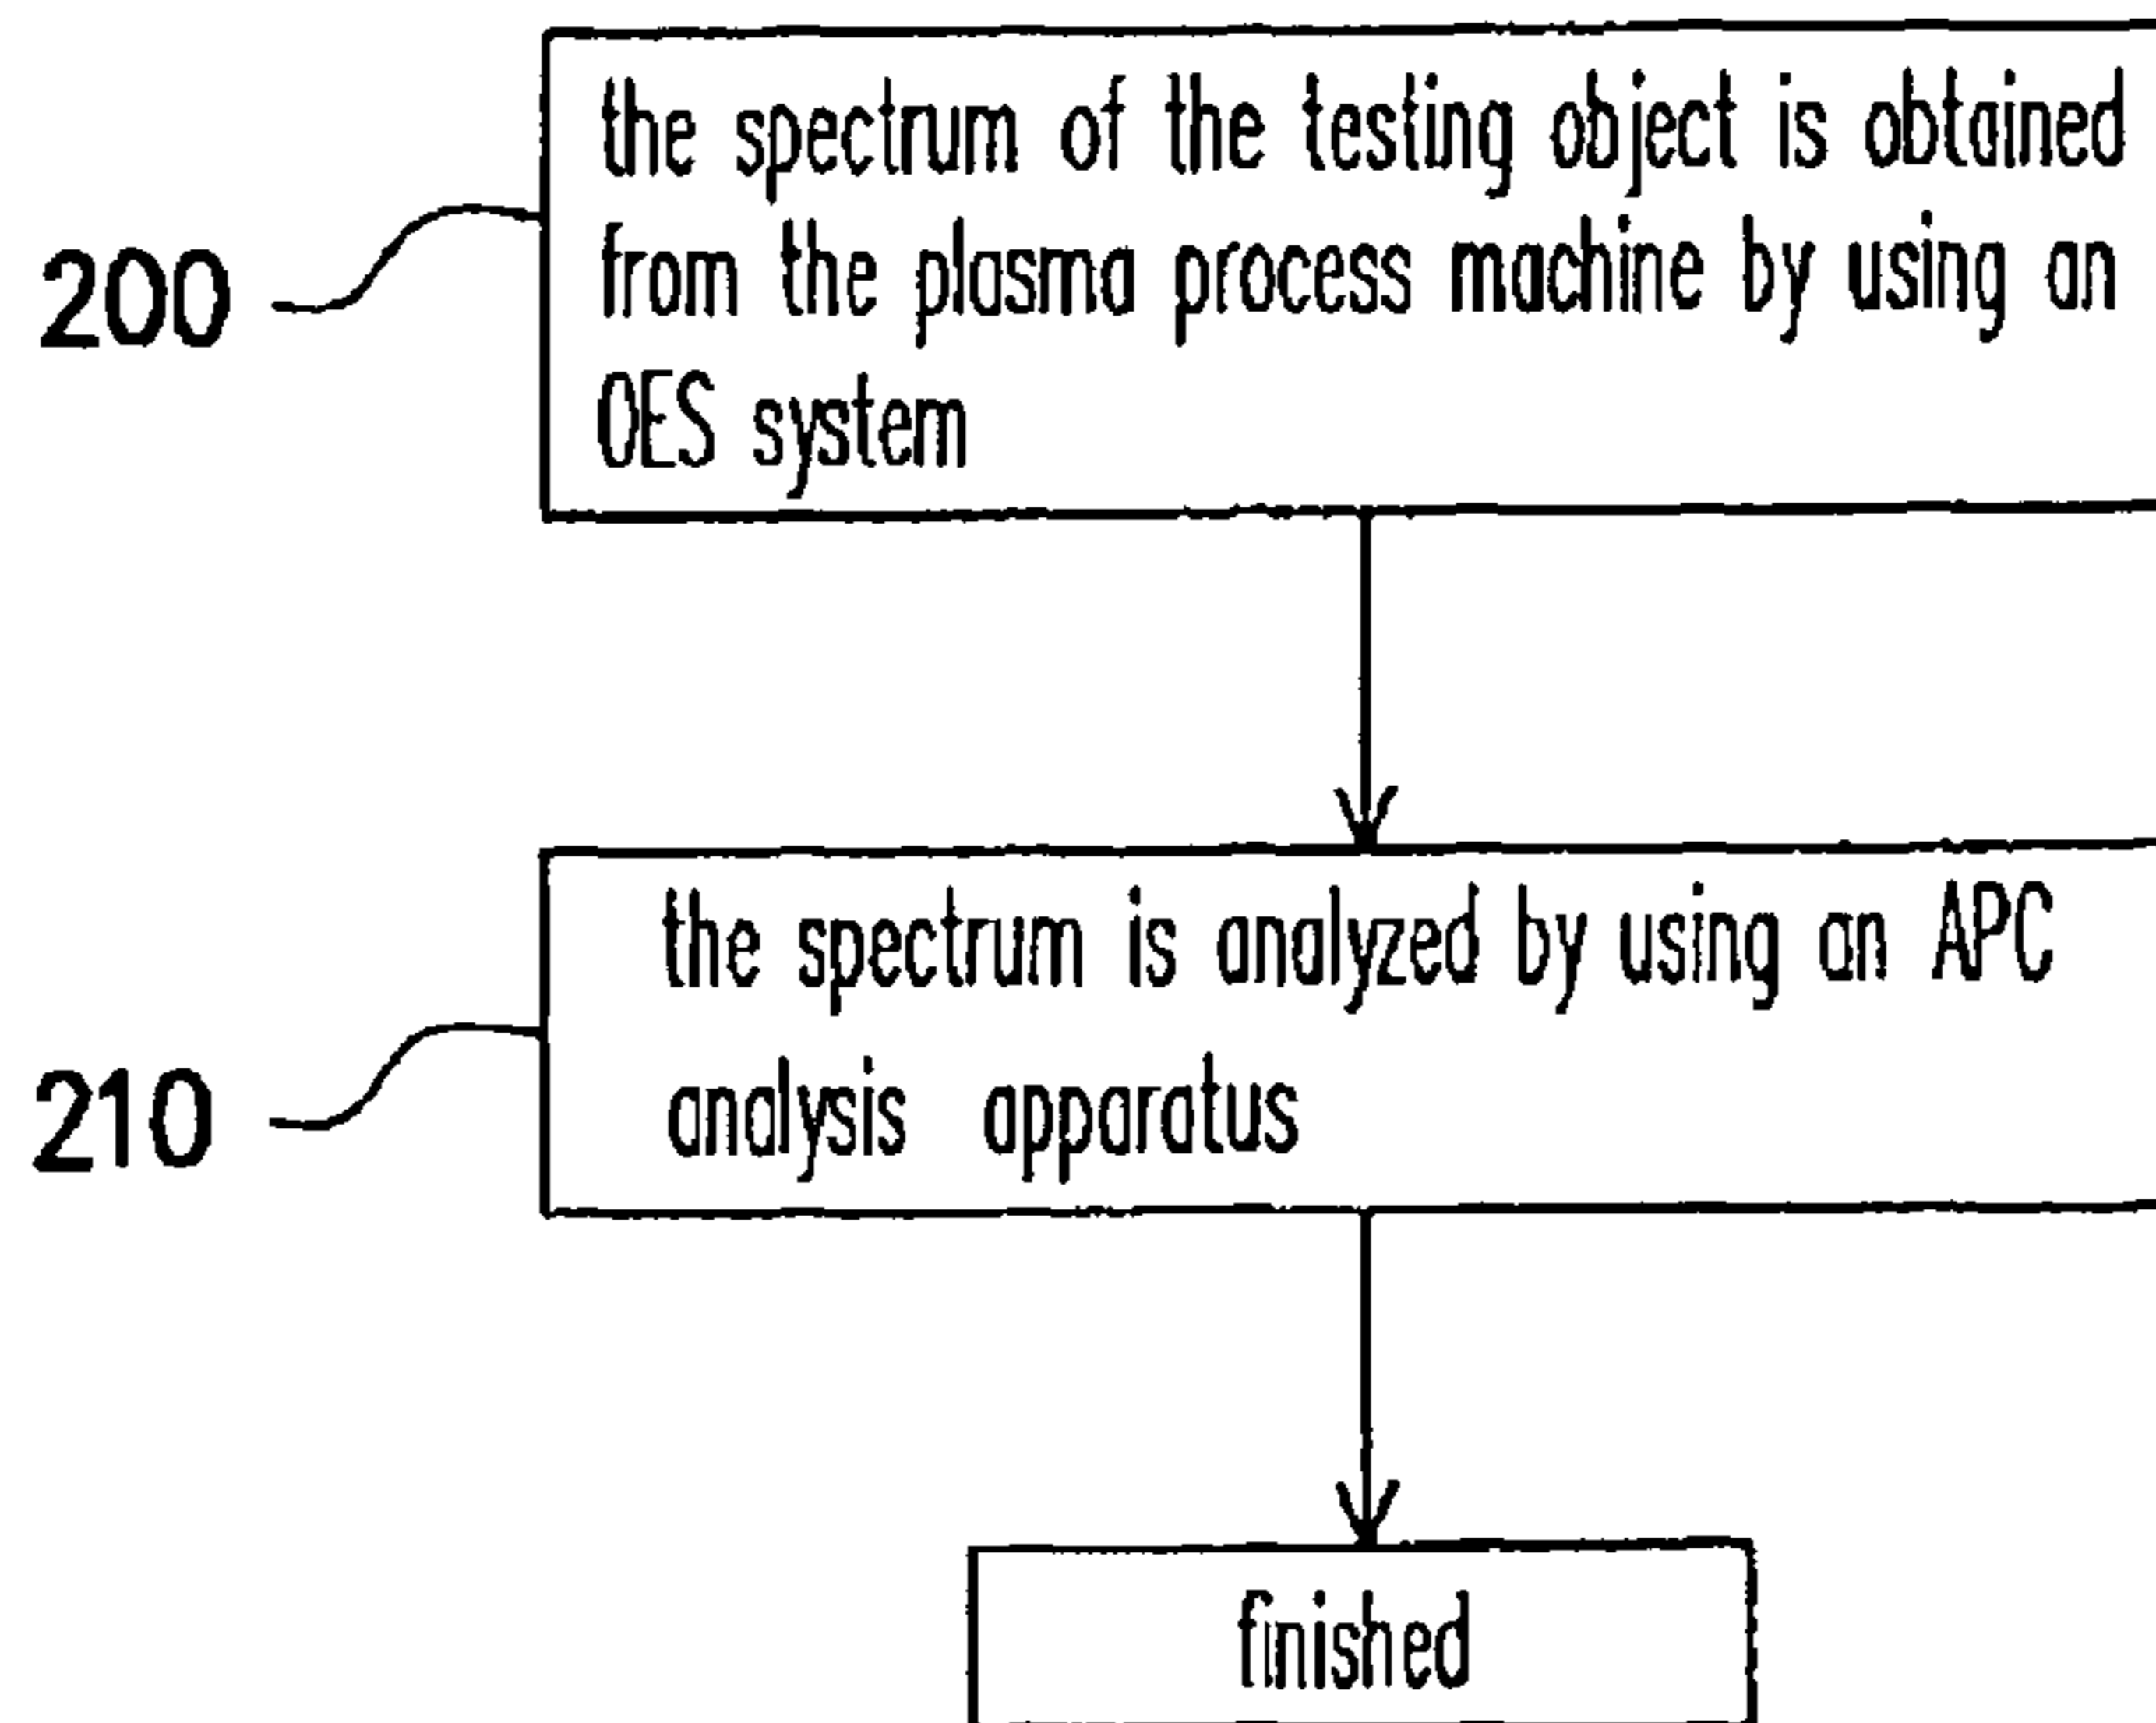 the spectrum of the testing object is obtained
200 from the plasma process machine by using an
OES system
the spectrum is analyzed by using an APC
210 analysis apparatus
finished